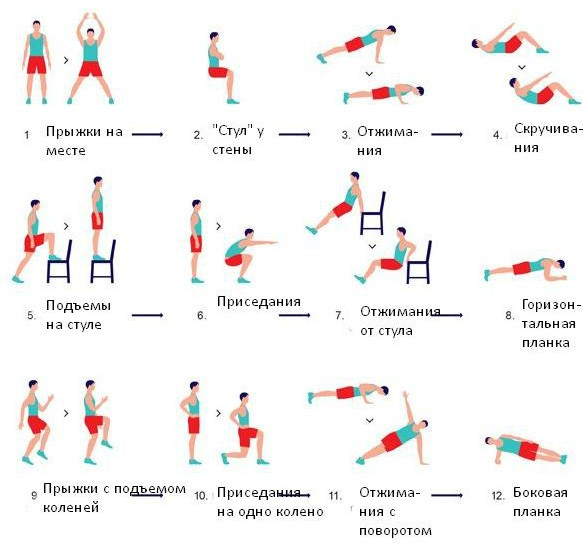 1 Прыжки на
месте
2. "Стул" у
стены
3. Отжима-
ния
4. Скручива-
ния
5. Подъемы
на стуле
6. Приседания
7. Отжимания
от стула
8. Горизон-
тальная
планка
9 Прыжки с подъемом
коленей
10. Приседания
на одно колено
11. Отжима-
ния с
поворотом
12. Боковая
планка